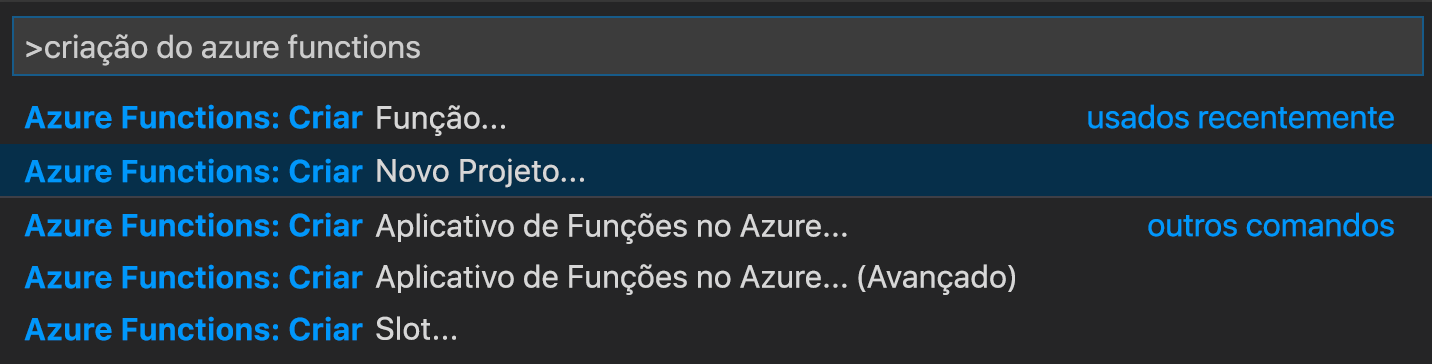 >criação do azure functions
Azure Functions: Criar Função... usados recentemente
Azure Functions: Criar Novo Projeto...
Azure Functions: Criar Aplicativo de Funções no Azure... outros comandos
Azure Functions: Criar Aplicativo de Funções no Azure... (Avançado)
Azure Functions: Criar Slot...